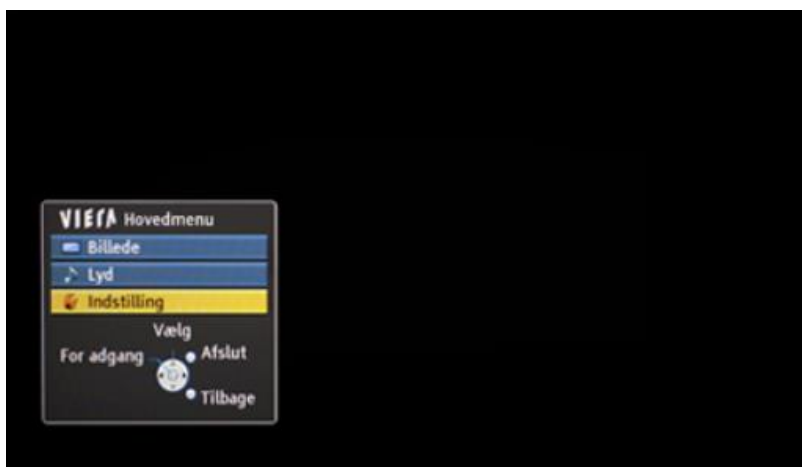 VIERA Hovedmenu
Billede
Lyd
Indstilling
Vælg
For adgang
Afslut
Tilbage